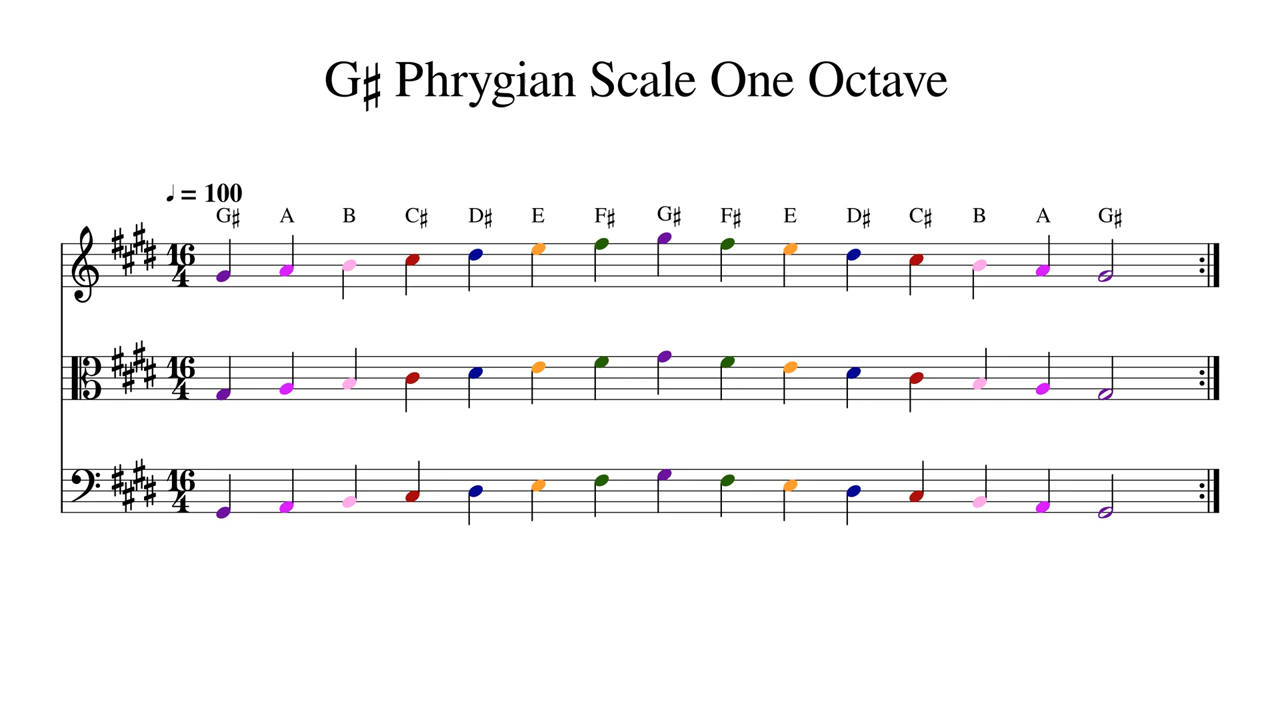 G♯ Phrygian Scale One Octave
♩ = 100
G♯ A B C♯ D♯ E F♯ G♯ F♯ E D♯ C♯ B A G♯
16
4
16
4
16
4